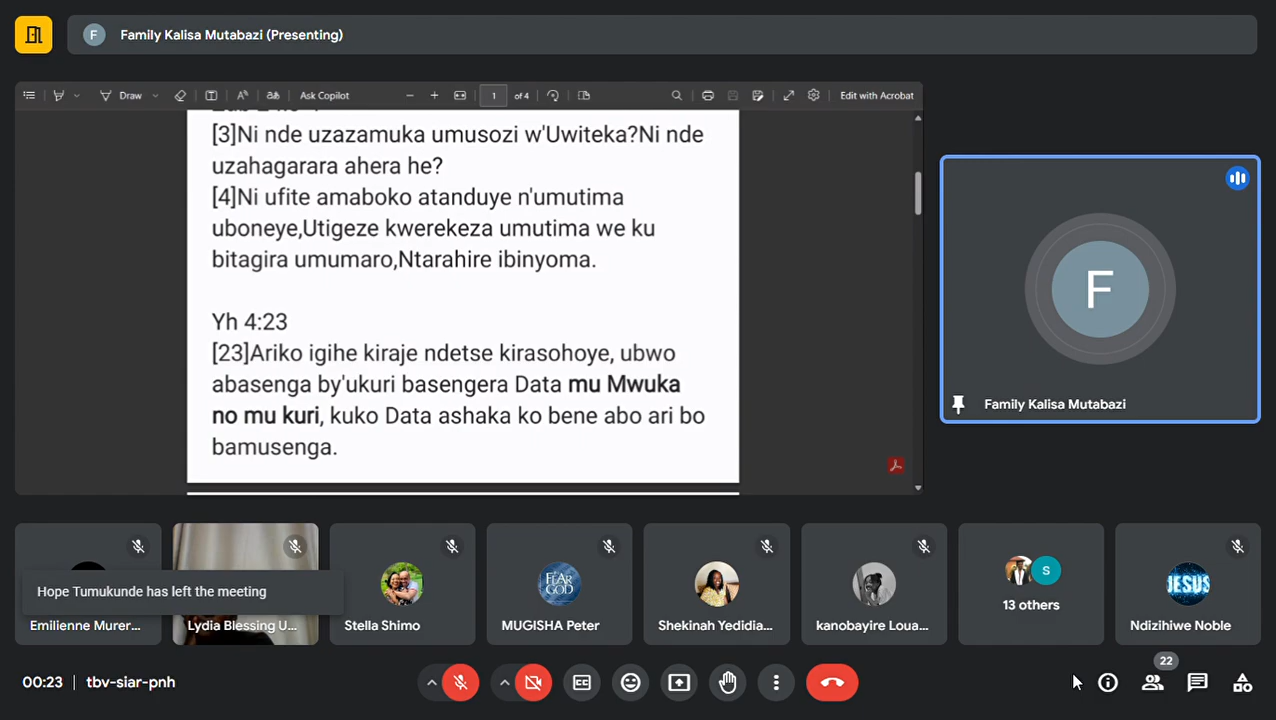 F Family Kalisa Mutabazi (Presenting)
Draw Ask Copilot 1 of 4 Edit with Acrobat
[3]Ni nde uzazamuka umusozi w'Uwiteka?Ni nde
uzahagarara ahera he?
[4]Ni ufite amaboko atanduye n'umutima
uboneye,Utigeze kwerekeza umutima we ku
bitagira umumaro,Ntarahire ibinyoma.
Yh 4:23
[23]Ariko igihe kiraje ndetse kirasohoye, ubwo
abasenga by'ukuri basengera Data mu Mwuka
no mu kuri, kuko Data ashaka ko bene abo ari bo
bamusenga.
F
Family Kalisa Mutabazi
Hope Tumukunde has left the meeting
FEAR
GOD
S
JESUS
13 others
Emilienne Murer... Lydia Blessing U... Stella Shimo MUGISHA Peter Shekinah Yedidia... kanobayire Loua... Ndizihiwe Noble
00:23 | tbv-siar-pnh
22